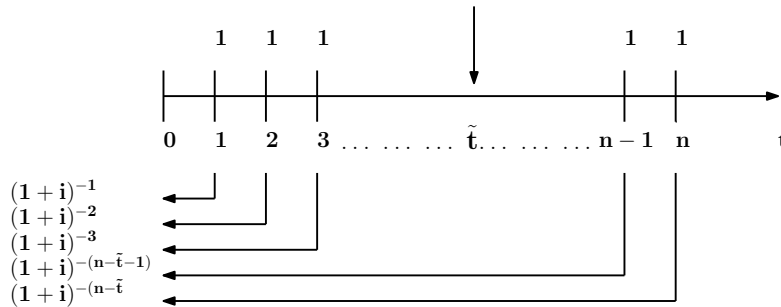 1 1 1 1 1
0 1 2 3 ... ... ... t̃... ... ... ... n − 1 n t
(1 + i)⁻¹
(1 + i)⁻²
(1 + i)⁻³
(1 + i)^−(n−t̃−1)
(1 + i)^−(n−t̃